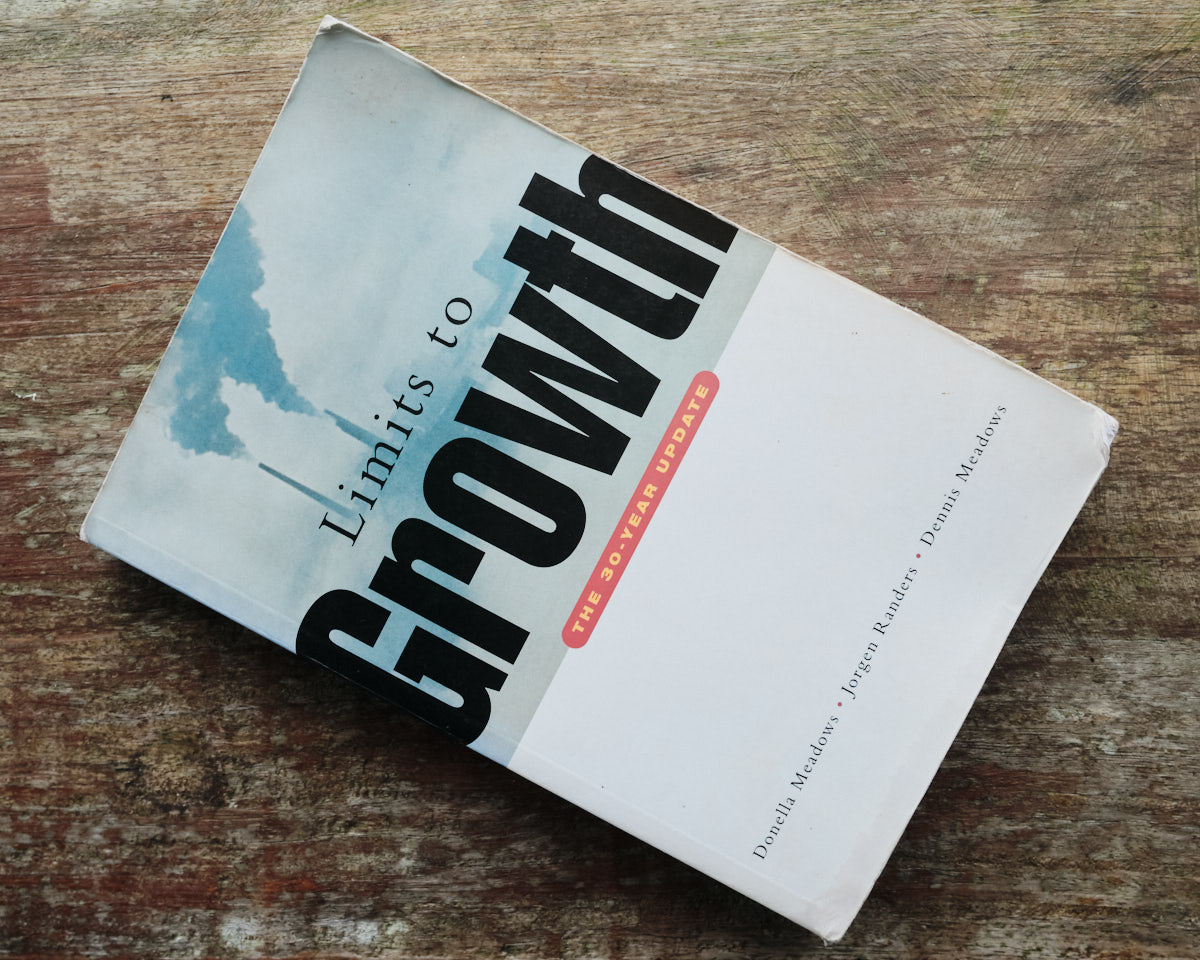 Limits to
Growth
THE 30-YEAR UPDATE
Donella Meadows • Jorgen Randers • Dennis Meadows